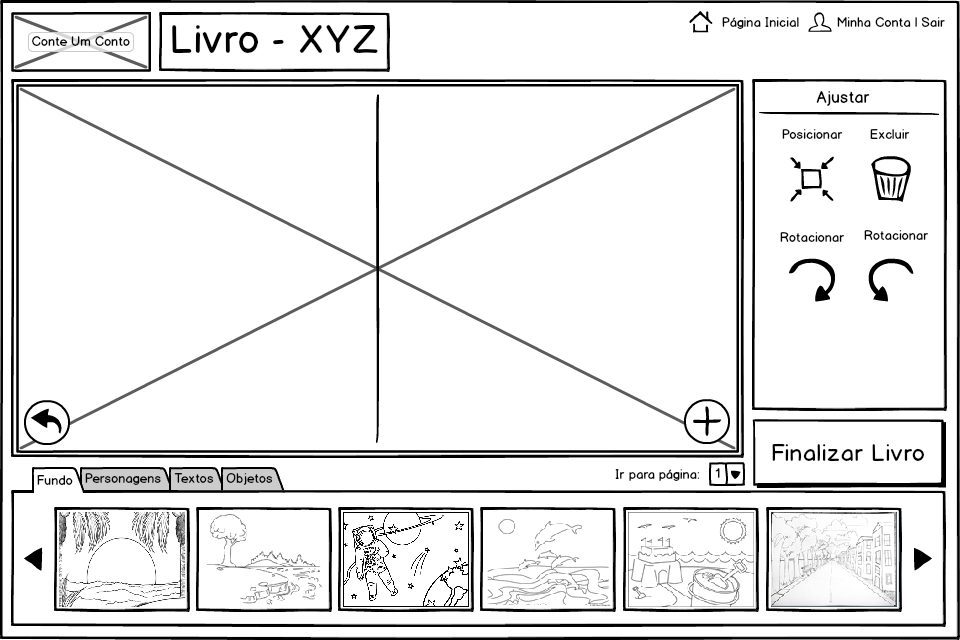 Conte Um Conto
Livro - XYZ
Página Inicial
Minha Conta | Sair
Ajustar
Posicionar
Excluir
Rotacionar
Rotacionar
Finalizar Livro
Ir para página:
1
Fundo
Personagens
Textos
Objetos